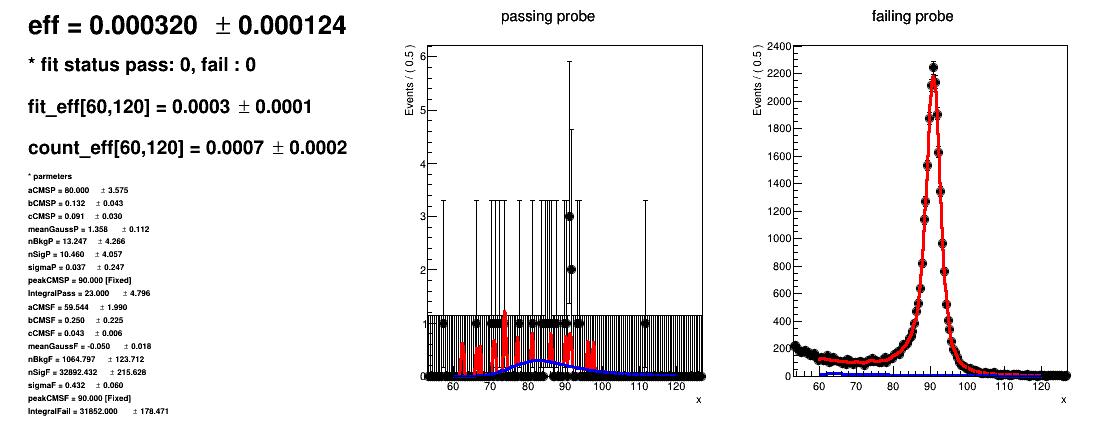 eff = 0.000320 ± 0.000124
* fit status pass: 0, fail : 0
fit_eff[60,120] = 0.0003 ± 0.0001
count_eff[60,120] = 0.0007 ± 0.0002
* parmeters
aCMSP = 80.000 ± 3.575
bCMSP = 0.132 ± 0.043
cCMSP = 0.091 ± 0.030
meanGaussP = 1.358 ± 0.112
nBkgP = 13.247 ± 4.266
nSigP = 10.460 ± 4.057
sigmaP = 0.037 ± 0.247
peakCMSP = 90.000 [Fixed]
IntegralPass = 23.000 ± 4.796
aCMSF = 59.544 ± 1.990
bCMSF = 0.250 ± 0.225
cCMSF = 0.043 ± 0.006
meanGaussF = -0.050 ± 0.018
nBkgF = 1064.797 ± 123.712
nSigF = 32892.432 ± 215.628
sigmaF = 0.432 ± 0.060
peakCMSF = 90.000 [Fixed]
IntegralFail = 31852.000 ± 178.471
passing probe
Events / ( 0.5 )
6
5
4
3
2
1
0
60 70 80 90 100 110 120
x
failing probe
Events / ( 0.5 )
2400
2200
2000
1800
1600
1400
1200
1000
800
600
400
200
0
60 70 80 90 100 110 120
x